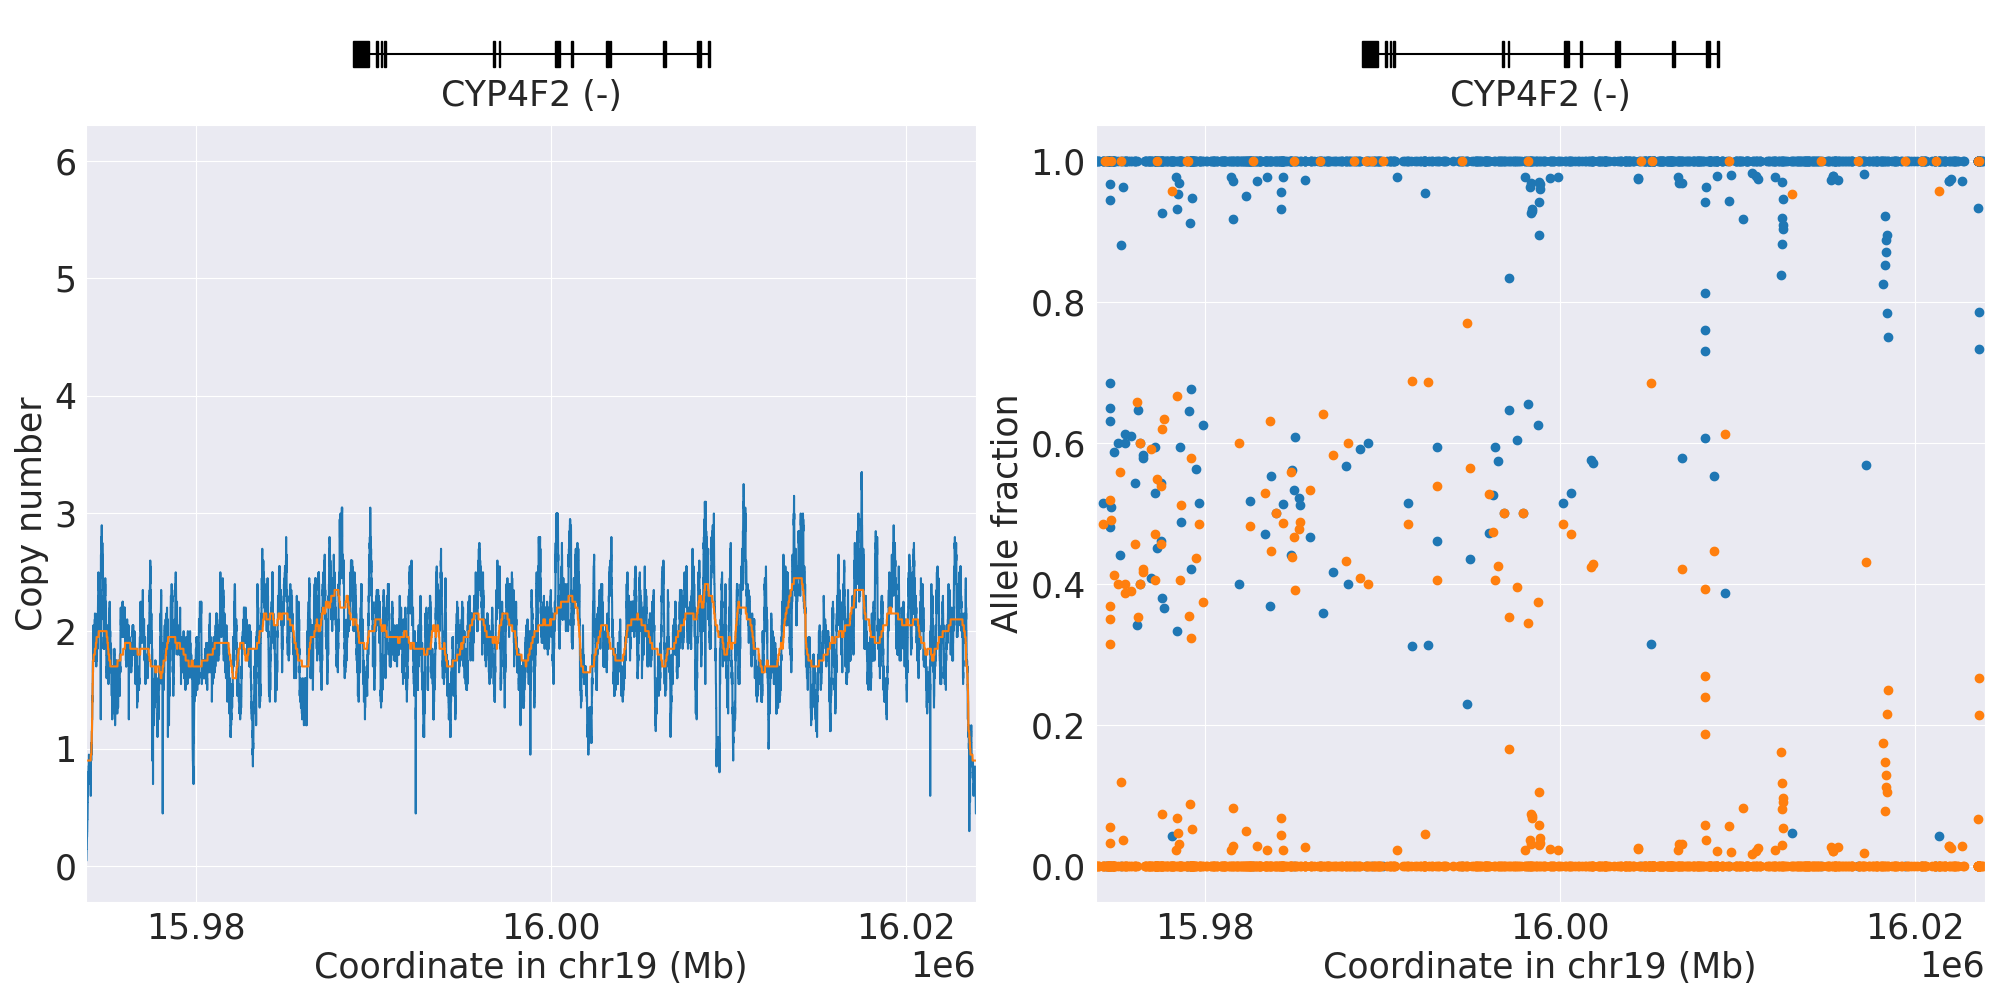 CYP4F2 (-)
6
5
4
3
2
1
0
Copy number
15.98
16.00
16.02
Coordinate in chr19 (Mb)
1e6
CYP4F2 (-)
1.0
0.8
0.6
0.4
0.2
0.0
Allele fraction
15.98
16.00
16.02
Coordinate in chr19 (Mb)
1e6